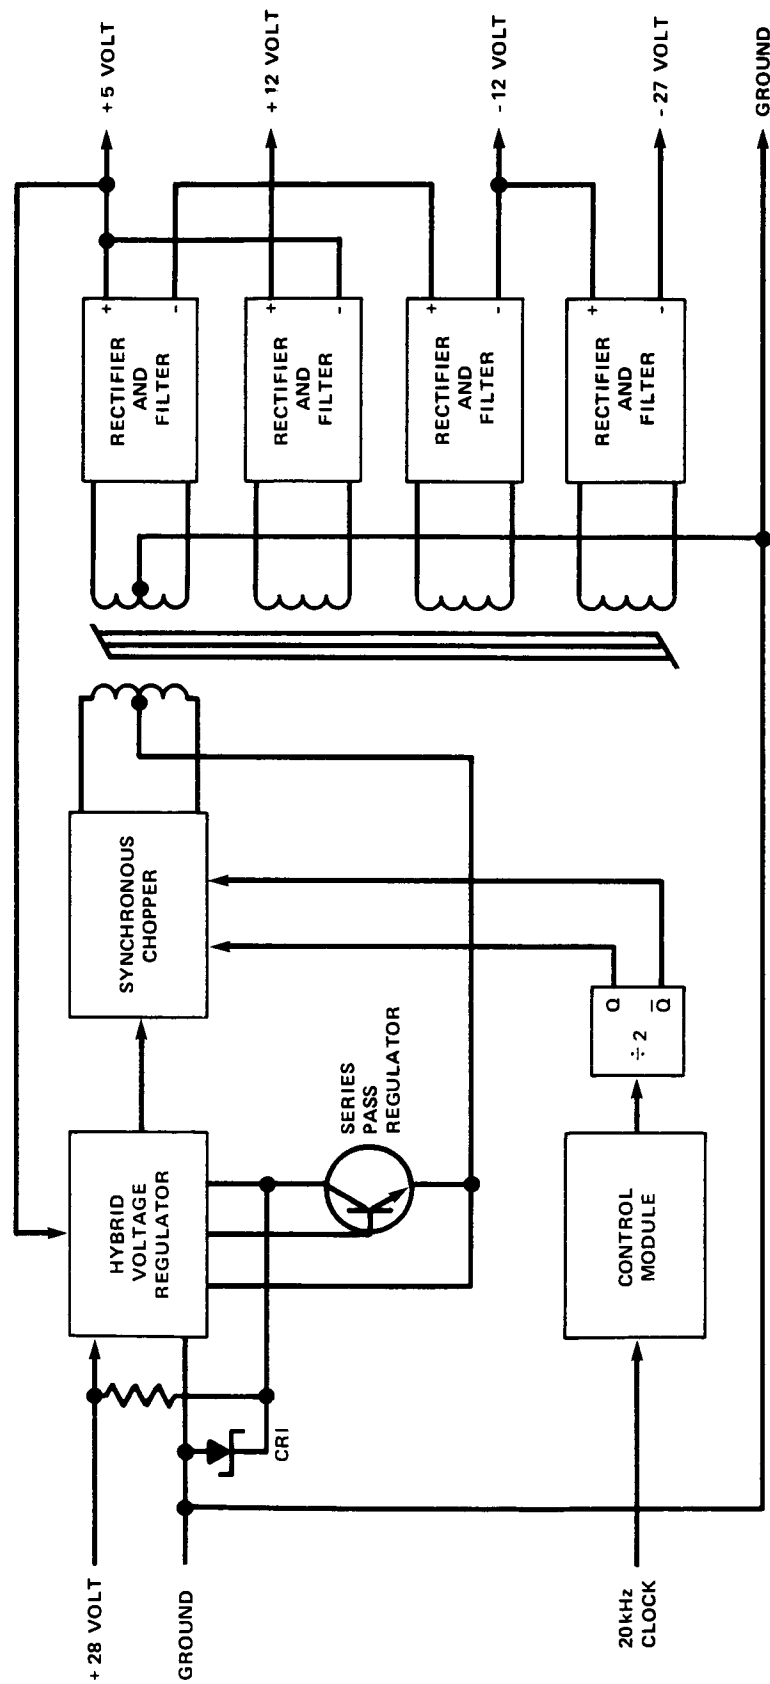 +28 VOLT
GROUND
20kHz
CLOCK
CR1
HYBRID
VOLTAGE
REGULATOR
SERIES
PASS
REGULATOR
CONTROL
MODULE
÷ 2
Q
Q̅
SYNCHRONOUS
CHOPPER
RECTIFIER
AND
FILTER
+
-
RECTIFIER
AND
FILTER
+
-
RECTIFIER
AND
FILTER
+
-
RECTIFIER
AND
FILTER
+
-
+5 VOLT
+12 VOLT
-12 VOLT
-27 VOLT
GROUND